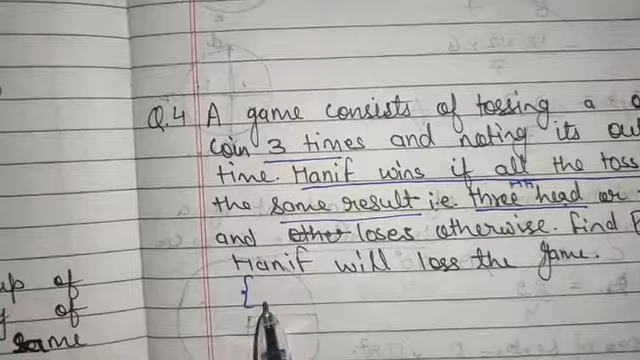 Q.4 A game consists of tossing a
coin 3 times and noting its
time. Hanif wins if all the toss
the same result i.e. three head or
and loses otherwise. Find
Hanif will loss the game.
{
up of
of
same